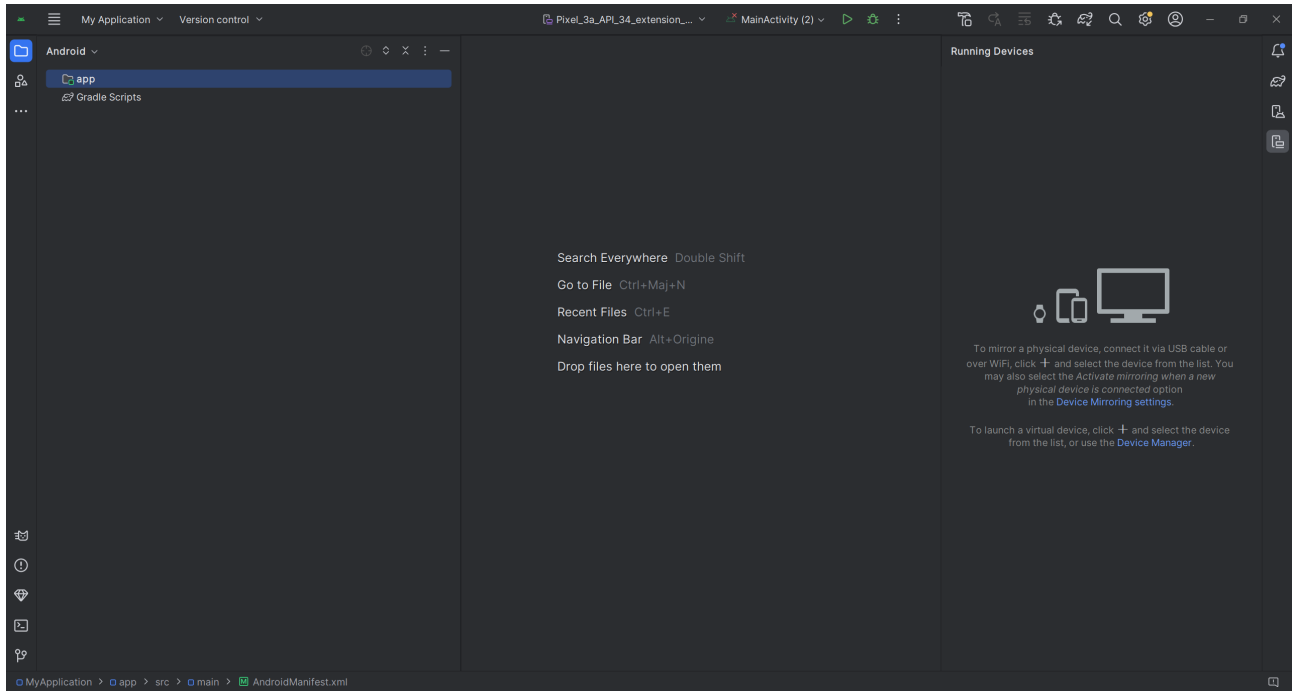 My Application Version control Pixel_3a_API_34_extension_... MainActivity (2)
Android
app
Gradle Scripts
Search Everywhere Double Shift
Go to File Ctrl+Maj+N
Recent Files Ctrl+E
Navigation Bar Alt+Origine
Drop files here to open them
Running Devices
To mirror a physical device, connect it via USB cable or
over WiFi, click + and select the device from the list. You
may also select the Activate mirroring when a new
physical device is connected option
in the Device Mirroring settings.
To launch a virtual device, click + and select the device
from the list, or use the Device Manager.
MyApplication > app > src > main > AndroidManifest.xml